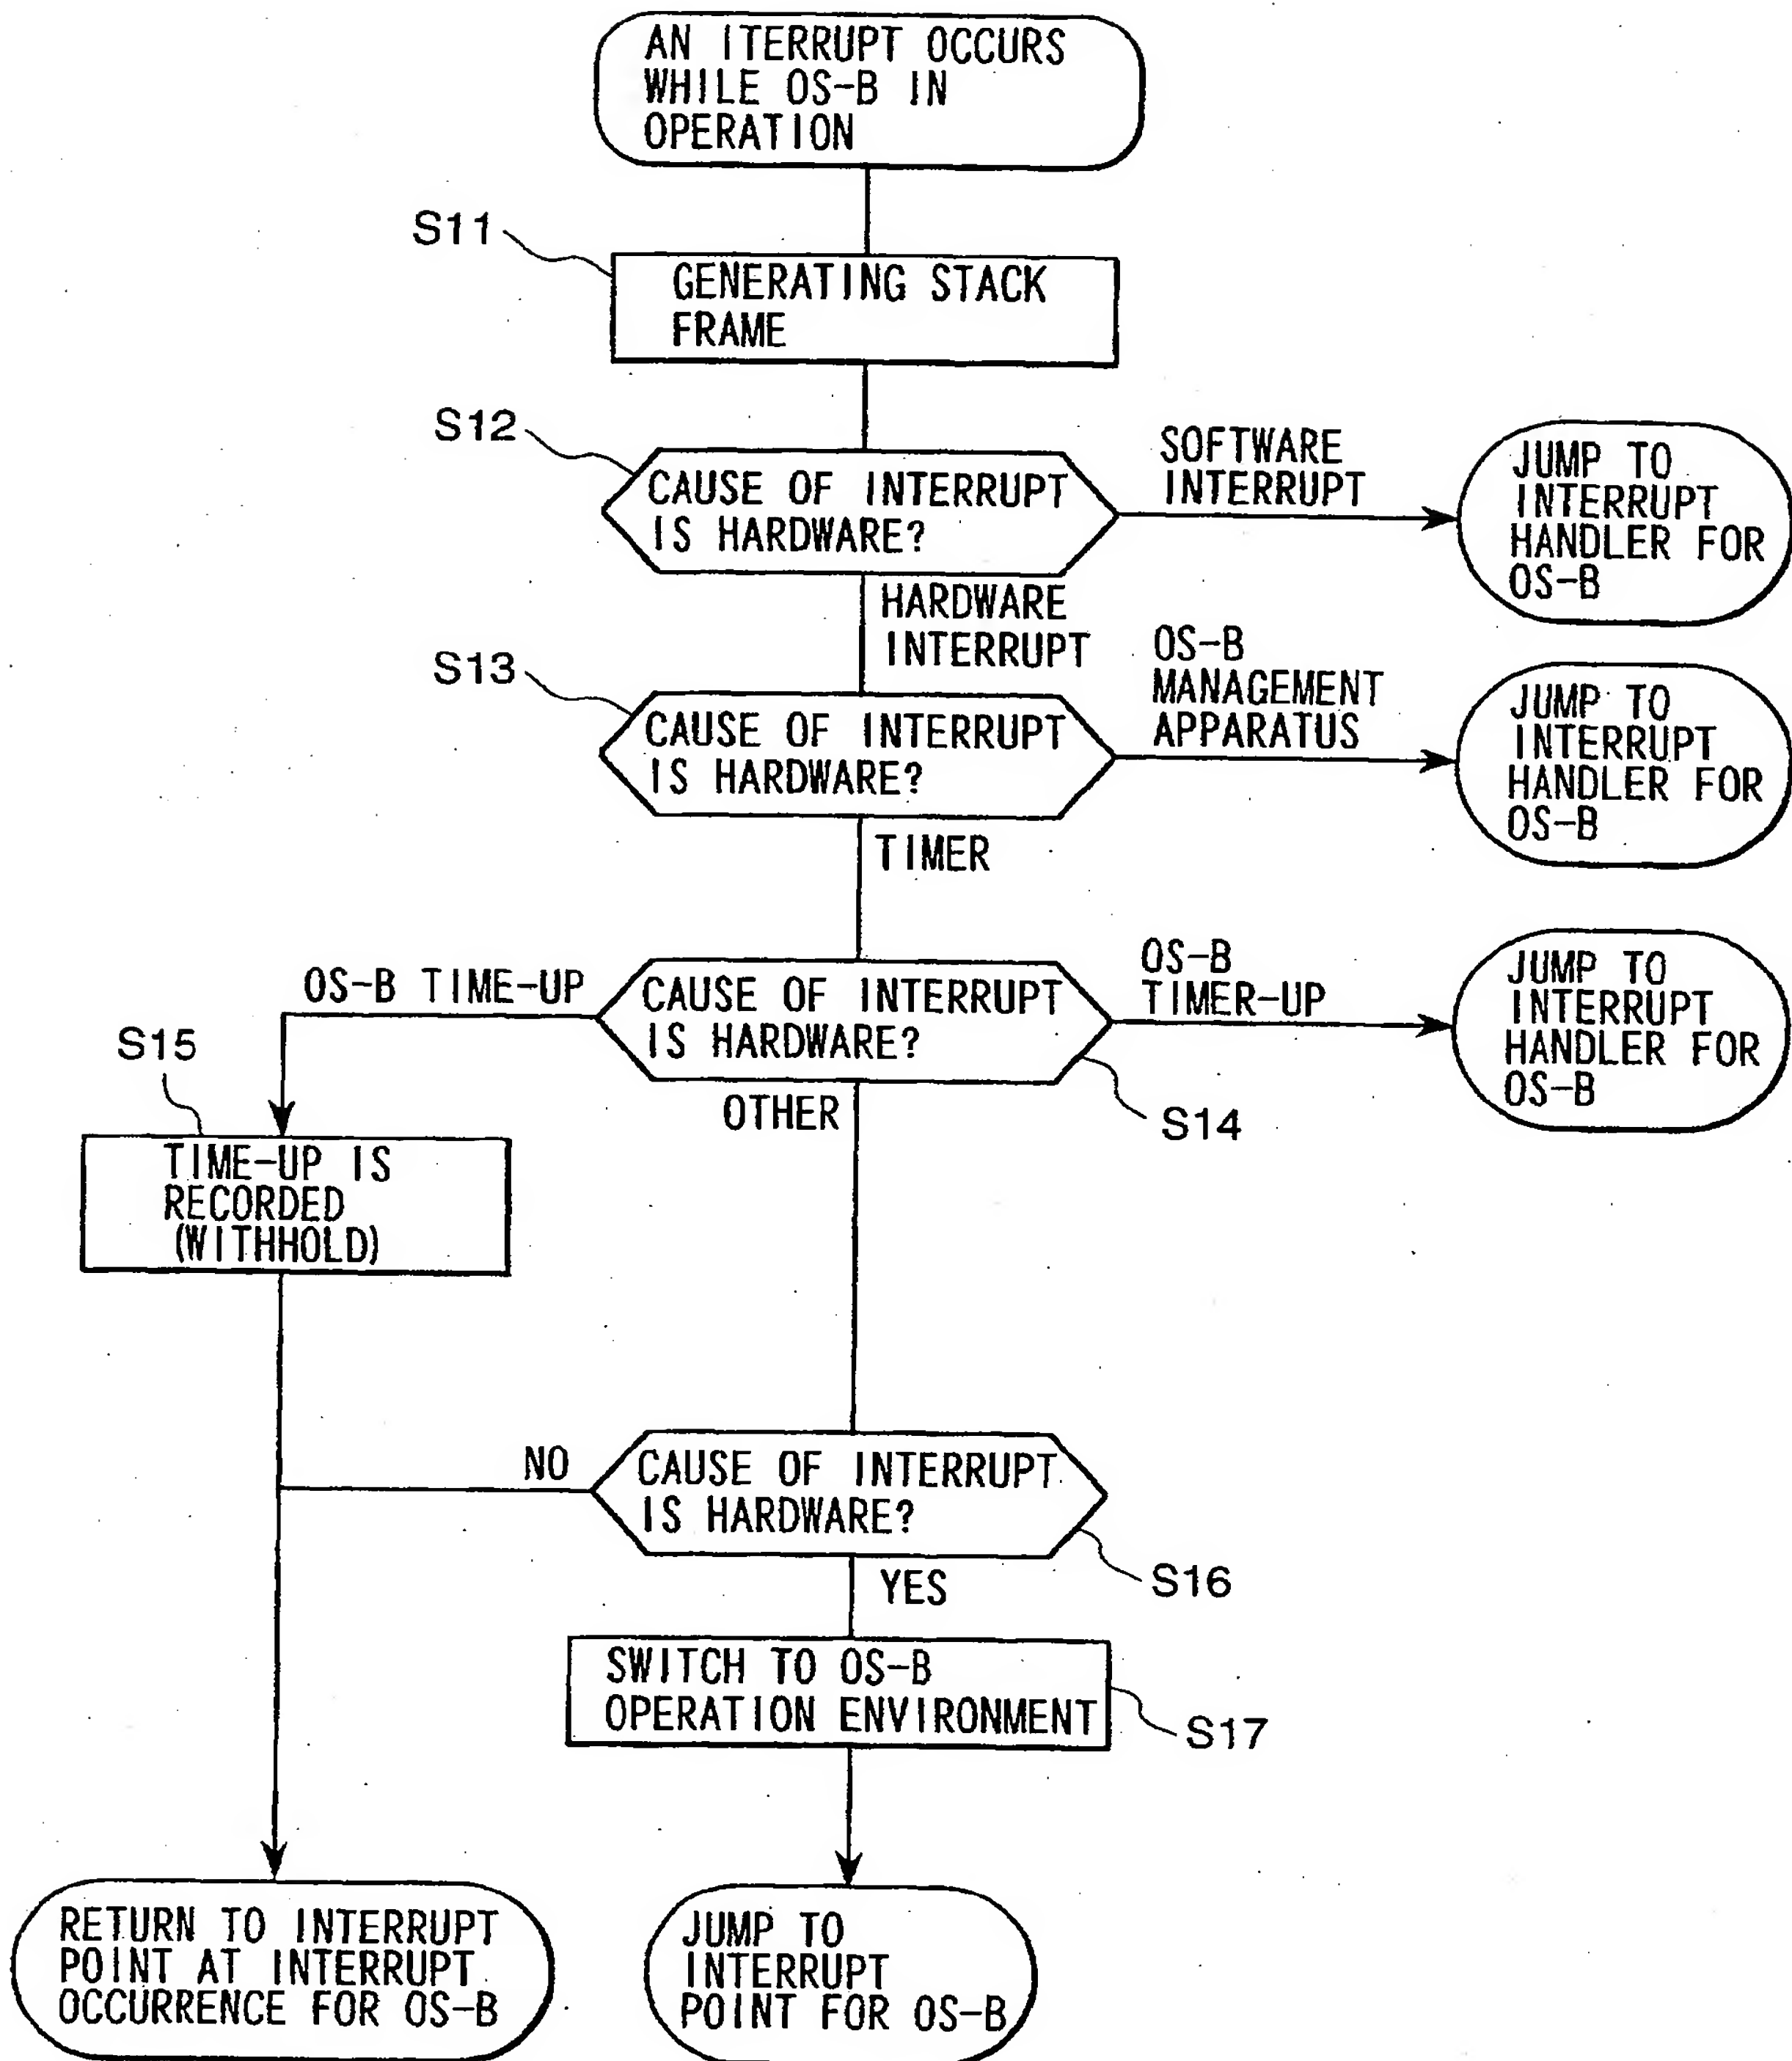 AN ITERRUPT OCCURS
WHILE OS-B IN
OPERATION
S11
GENERATING STACK
FRAME
S12
CAUSE OF INTERRUPT
IS HARDWARE?
SOFTWARE
INTERRUPT
JUMP TO
INTERRUPT
HANDLER FOR
OS-B
HARDWARE
INTERRUPT
S13
CAUSE OF INTERRUPT
IS HARDWARE?
OS-B
MANAGEMENT
APPARATUS
JUMP TO
INTERRUPT
HANDLER FOR
OS-B
TIMER
OS-B TIME-UP
CAUSE OF INTERRUPT
IS HARDWARE?
OS-B
TIMER-UP
JUMP TO
INTERRUPT
HANDLER FOR
OS-B
S14
S15
OTHER
TIME-UP IS
RECORDED
(WITHHOLD)
NO
CAUSE OF INTERRUPT
IS HARDWARE?
S16
YES
SWITCH TO OS-B
OPERATION ENVIRONMENT
S17
RETURN TO INTERRUPT
POINT AT INTERRUPT
OCCURRENCE FOR OS-B
JUMP TO
INTERRUPT
POINT FOR OS-B